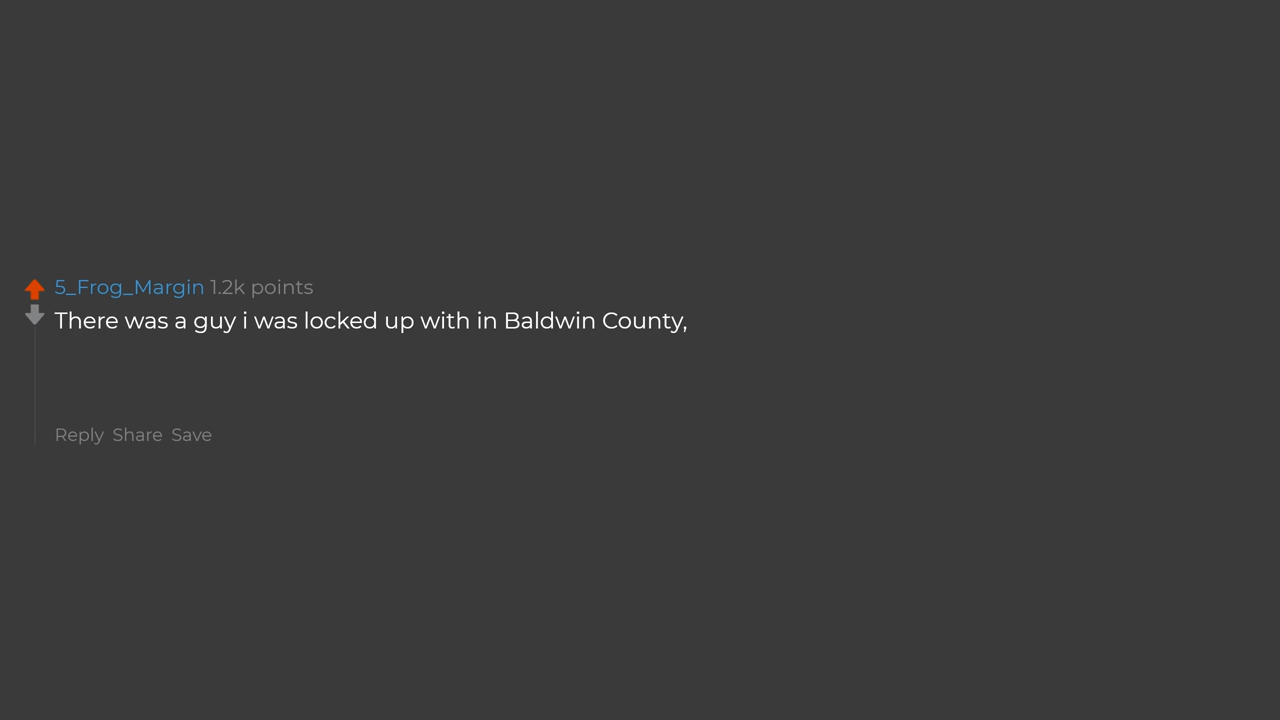 5_Frog_Margin 1.2k points
There was a guy i was locked up with in Baldwin County,
Reply Share Save